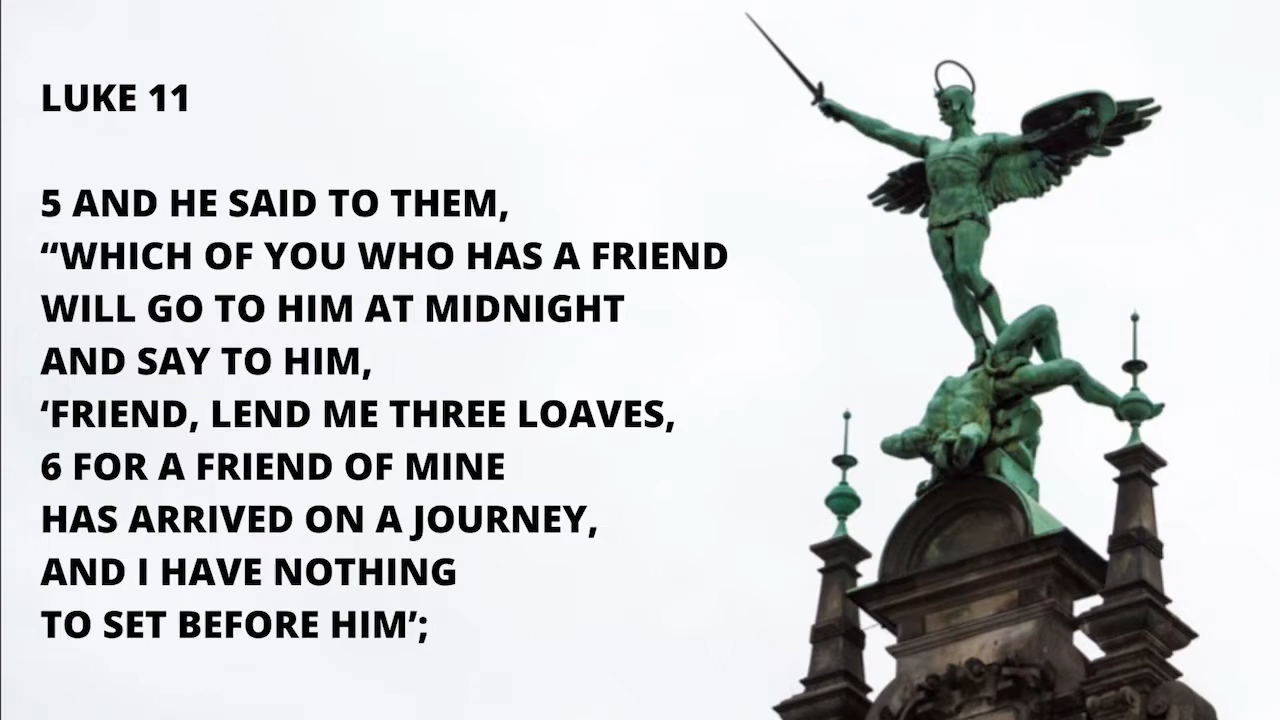 LUKE 11
5 AND HE SAID TO THEM,
“WHICH OF YOU WHO HAS A FRIEND
WILL GO TO HIM AT MIDNIGHT
AND SAY TO HIM,
‘FRIEND, LEND ME THREE LOAVES,
6 FOR A FRIEND OF MINE
HAS ARRIVED ON A JOURNEY,
AND I HAVE NOTHING
TO SET BEFORE HIM’;